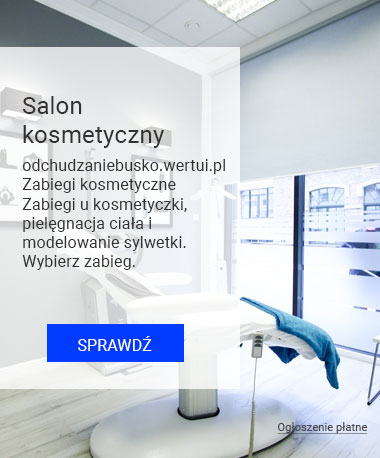 Salon
kosmetyczny
odchudzaniebusko.wertui.pl
Zabiegi kosmetyczne
Zabiegi u kosmetyczki,
pielęgnacja ciała i
modelowanie sylwetki.
Wybierz zabieg.
SPRAWDŹ
Ogłoszenie płatne